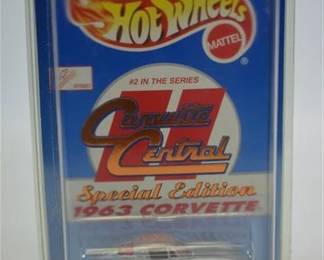 Hot Wheels
MATTEL
#2 IN THE SERIES
Corvette
Central
Special Edition
1963 CORVETTE